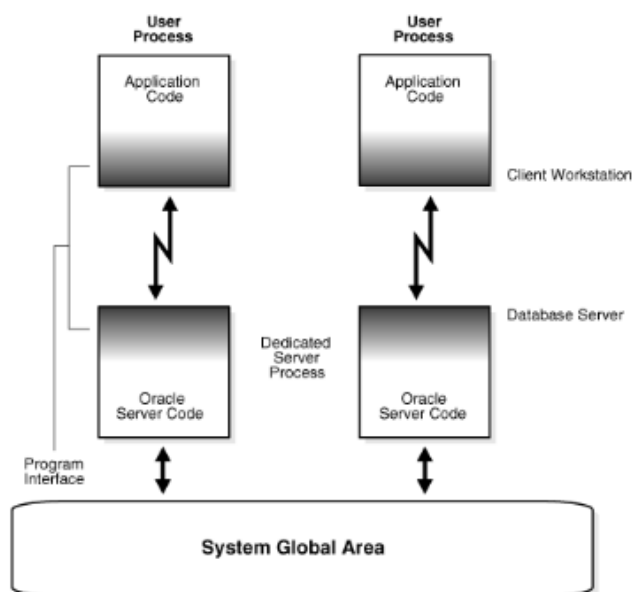 User
Process
User
Process
Application
Code
Application
Code
Client Workstation
Database Server
Dedicated
Server
Process
Oracle
Server Code
Oracle
Server Code
Program
Interface
System Global Area